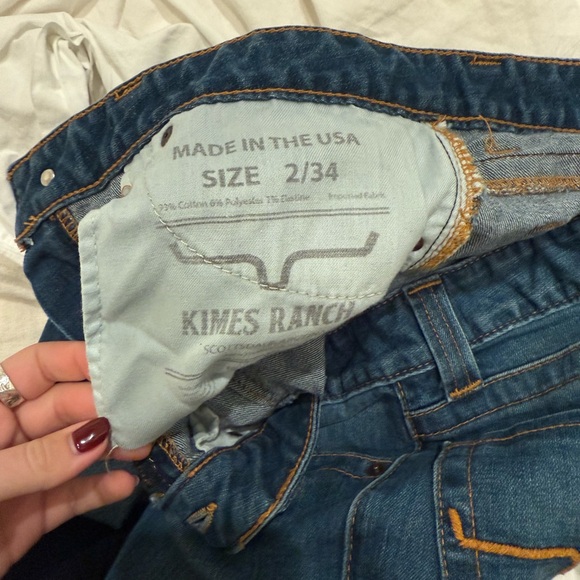 MADE IN THE USA
SIZE 2/34
93% Cotton 6% Polyester 1% Elastane Imported Fabric
KIMES RANCH